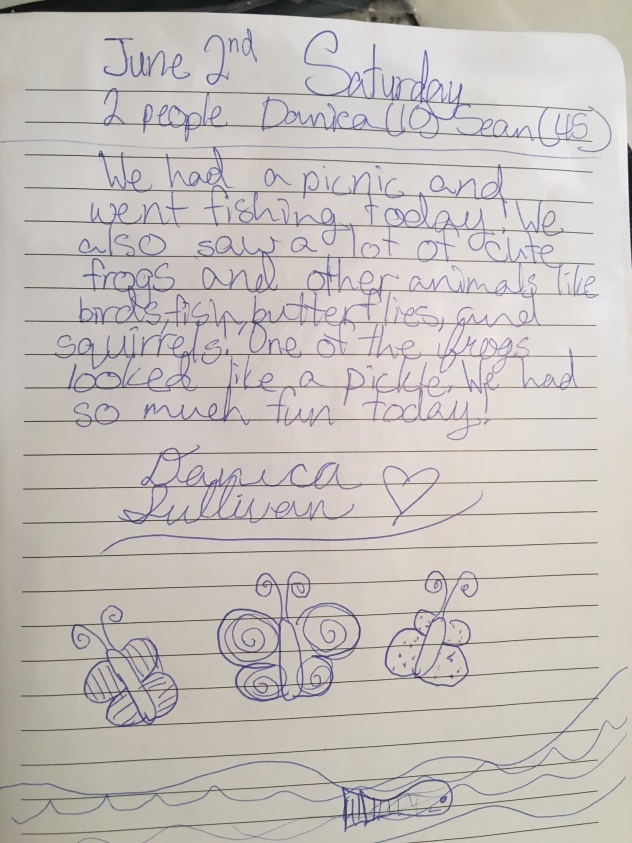 June 2nd Saturday
2 people Danica (10) Sean (45)
We had a picnic and
went fishing today! We
also saw a lot of cute
frogs and other animals like
birds, fish, butterflies, and
squirrels! One of the frogs
looked like a pickle. We had
so much fun today!
Danica
Sullivan